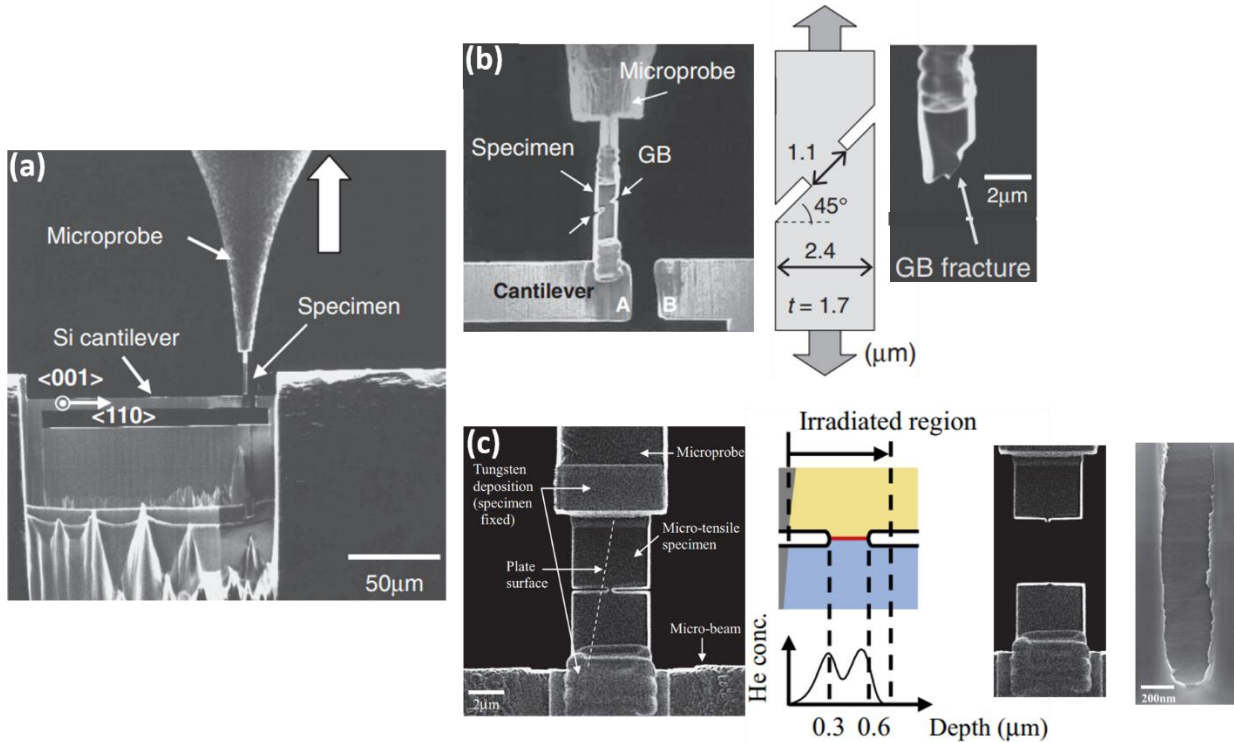 (a)
Microprobe
Specimen
Si cantilever
<001>
<110>
50μm
(b)
Microprobe
Specimen
GB
Cantilever
A
B
1.1
45°
2.4
t = 1.7
(μm)
2μm
GB fracture
(c)
Microprobe
Tungsten
deposition
(specimen
fixed)
Micro-tensile
specimen
Plate
surface
Micro-beam
2μm
Irradiated region
He conc.
0.3
0.6
Depth (μm)
200nm